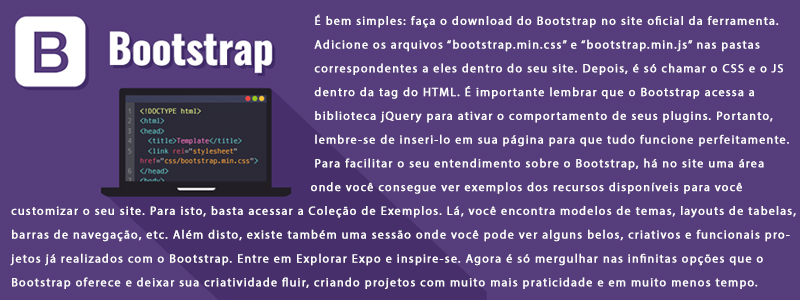 B
Bootstrap
<!DOCTYPE html>
<html>
<head>
<title>Template</title>
<link rel="stylesheet"
href="css/bootstrap.min.css">
</head>
<body>
1
2
3
4
5
6
É bem simples: faça o download do Bootstrap no site oficial da ferramenta.
Adicione os arquivos “bootstrap.min.css” e “bootstrap.min.js” nas pastas
correspondentes a eles dentro do seu site. Depois, é só chamar o CSS e o JS
dentro da tag do HTML. É importante lembrar que o Bootstrap acessa a
biblioteca jQuery para ativar o comportamento de seus plugins. Portanto,
lembre-se de inseri-lo em sua página para que tudo funcione perfeitamente.
Para facilitar o seu entendimento sobre o Bootstrap, há no site uma área
onde você consegue ver exemplos dos recursos disponíveis para você
customizar o seu site. Para isto, basta acessar a Coleção de Exemplos. Lá, você encontra modelos de temas, layouts de tabelas,
barras de navegação, etc. Além disto, existe também uma sessão onde você pode ver alguns belos, criativos e funcionais pro-
jetos já realizados com o Bootstrap. Entre em Explorar Expo e inspire-se. Agora é só mergulhar nas infinitas opções que o
Bootstrap oferece e deixar sua criatividade fluir, criando projetos com muito mais praticidade e em muito menos tempo.